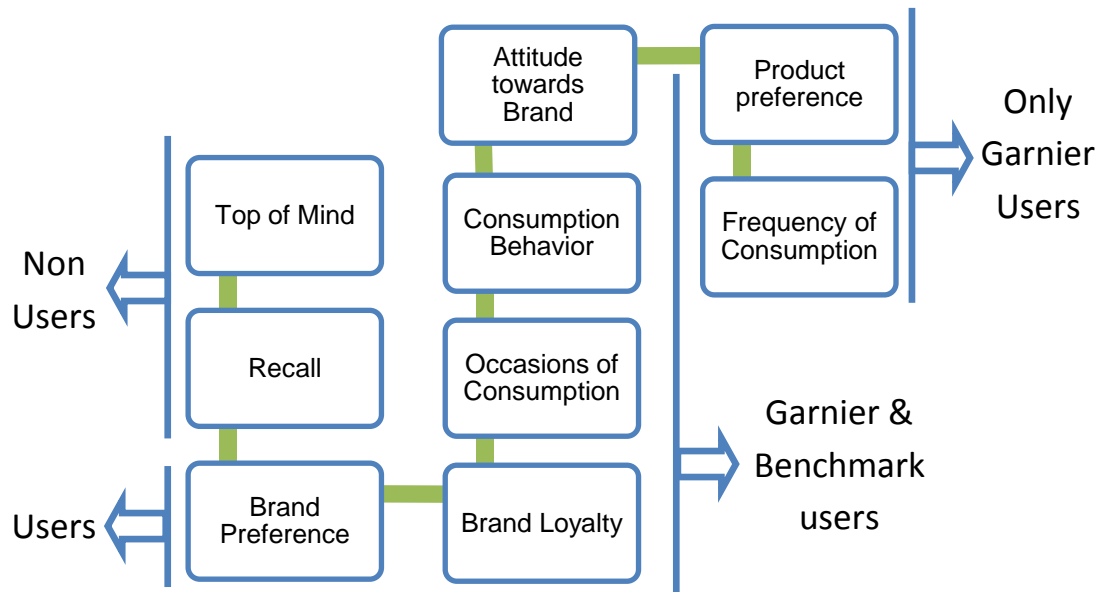 Attitude
towards
Brand
Product
preference
Only
Garnier
Users
Top of Mind
Consumption
Behavior
Frequency of
Consumption
Non
Users
Recall
Occasions of
Consumption
Garnier &
Benchmark
users
Users
Brand
Preference
Brand Loyalty